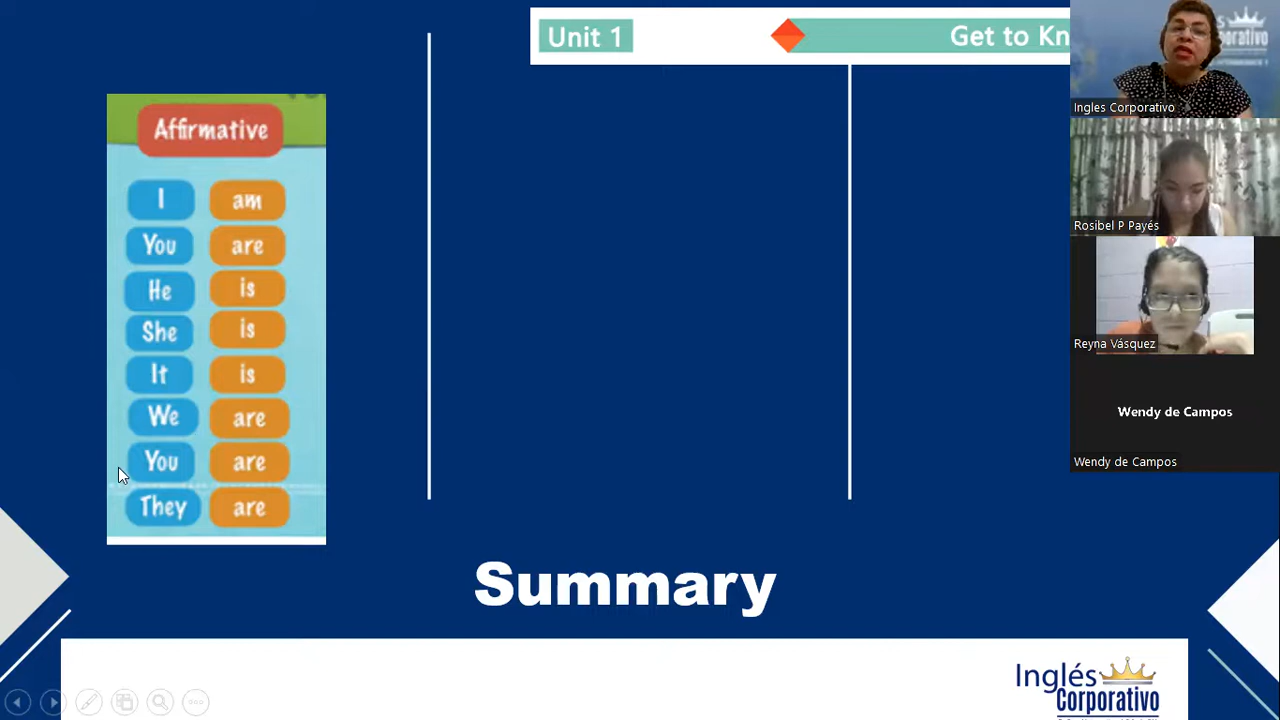 Unit 1
Get to Kn
Affirmative
I am
You are
He is
She is
It is
We are
You are
They are
Summary
Inglés
Corporativo
Corporativo
Ingles Corporativo
Rosibel P Payés
Reyna Vásquez
Wendy de Campos
Wendy de Campos